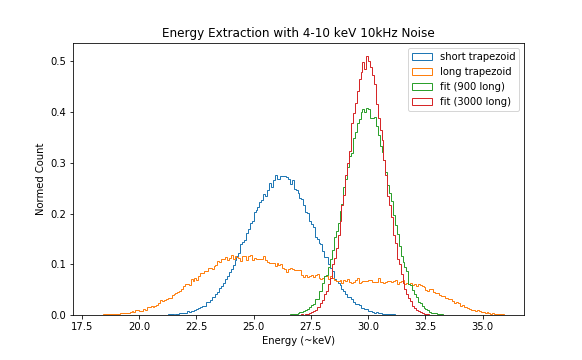 Energy Extraction with 4-10 keV 10kHz Noise
short trapezoid
long trapezoid
fit (900 long)
fit (3000 long)
Normed Count
0.5
0.4
0.3
0.2
0.1
0.0
17.5 20.0 22.5 25.0 27.5 30.0 32.5 35.0
Energy (~keV)